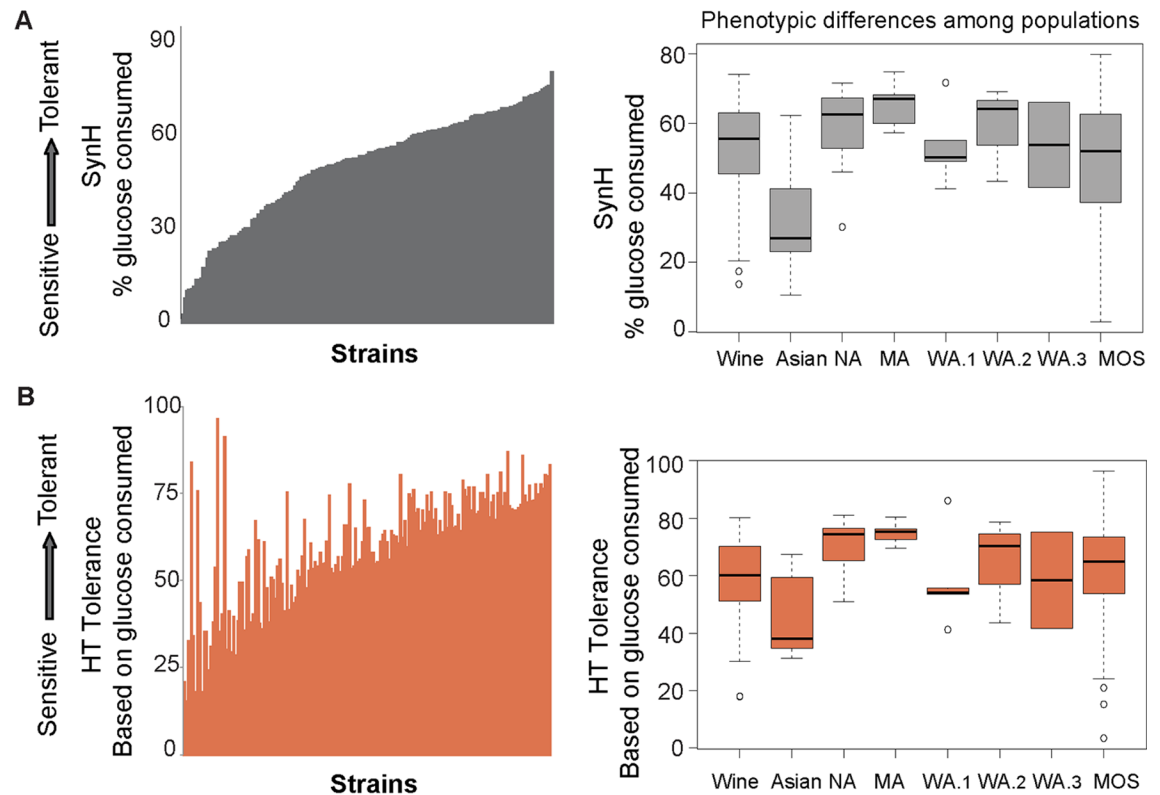 A
Sensitive Tolerant
SynH
% glucose consumed
90
60
30
0
Strains
Phenotypic differences among populations
SynH
% glucose consumed
80
60
40
20
0
Wine Asian NA MA WA.1 WA.2 WA.3 MOS
B
Sensitive Tolerant
HT Tolerance
Based on glucose consumed
100
75
50
25
0
Strains
HT Tolerance
Based on glucose consumed
100
80
60
40
20
0
Wine Asian NA MA WA.1 WA.2 WA.3 MOS